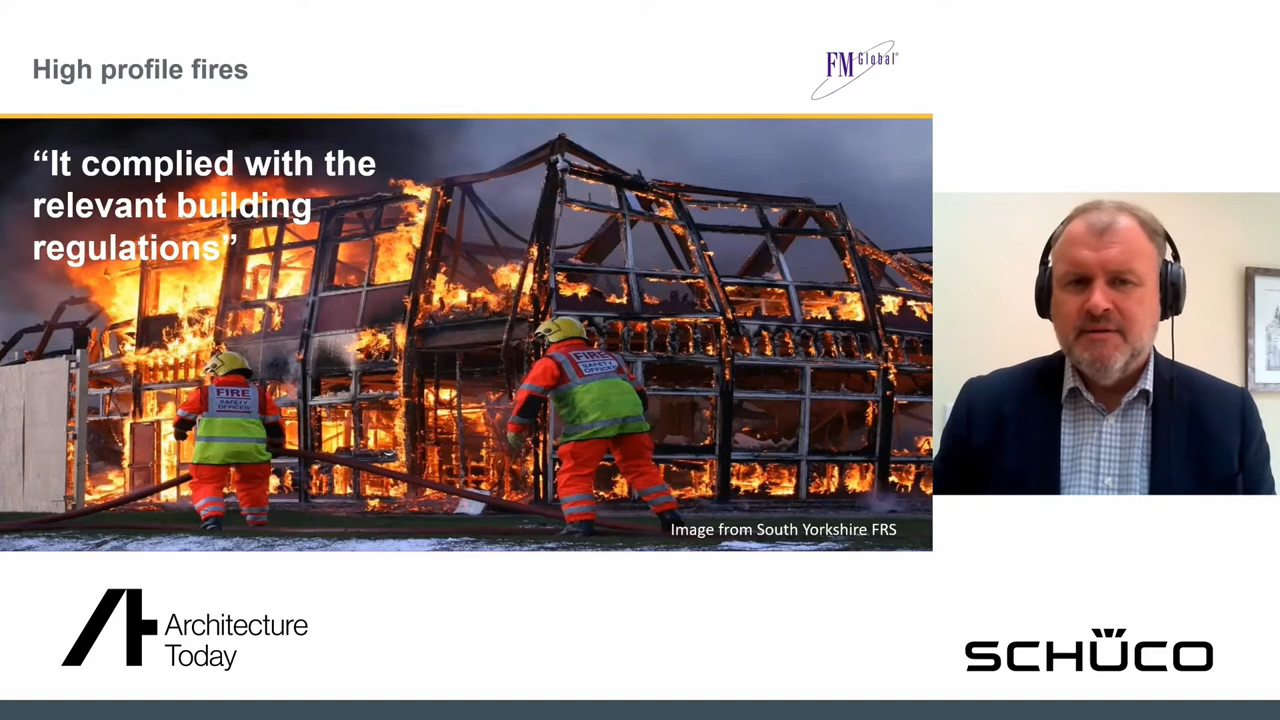 High profile fires
FM Global®
“It complied with the
relevant building
regulations”
FIRE
SAFETY
OFFICER
FIRE
SAFETY
OFFICER
Image from South Yorkshire FRS
Architecture
Today
SCHÜCO